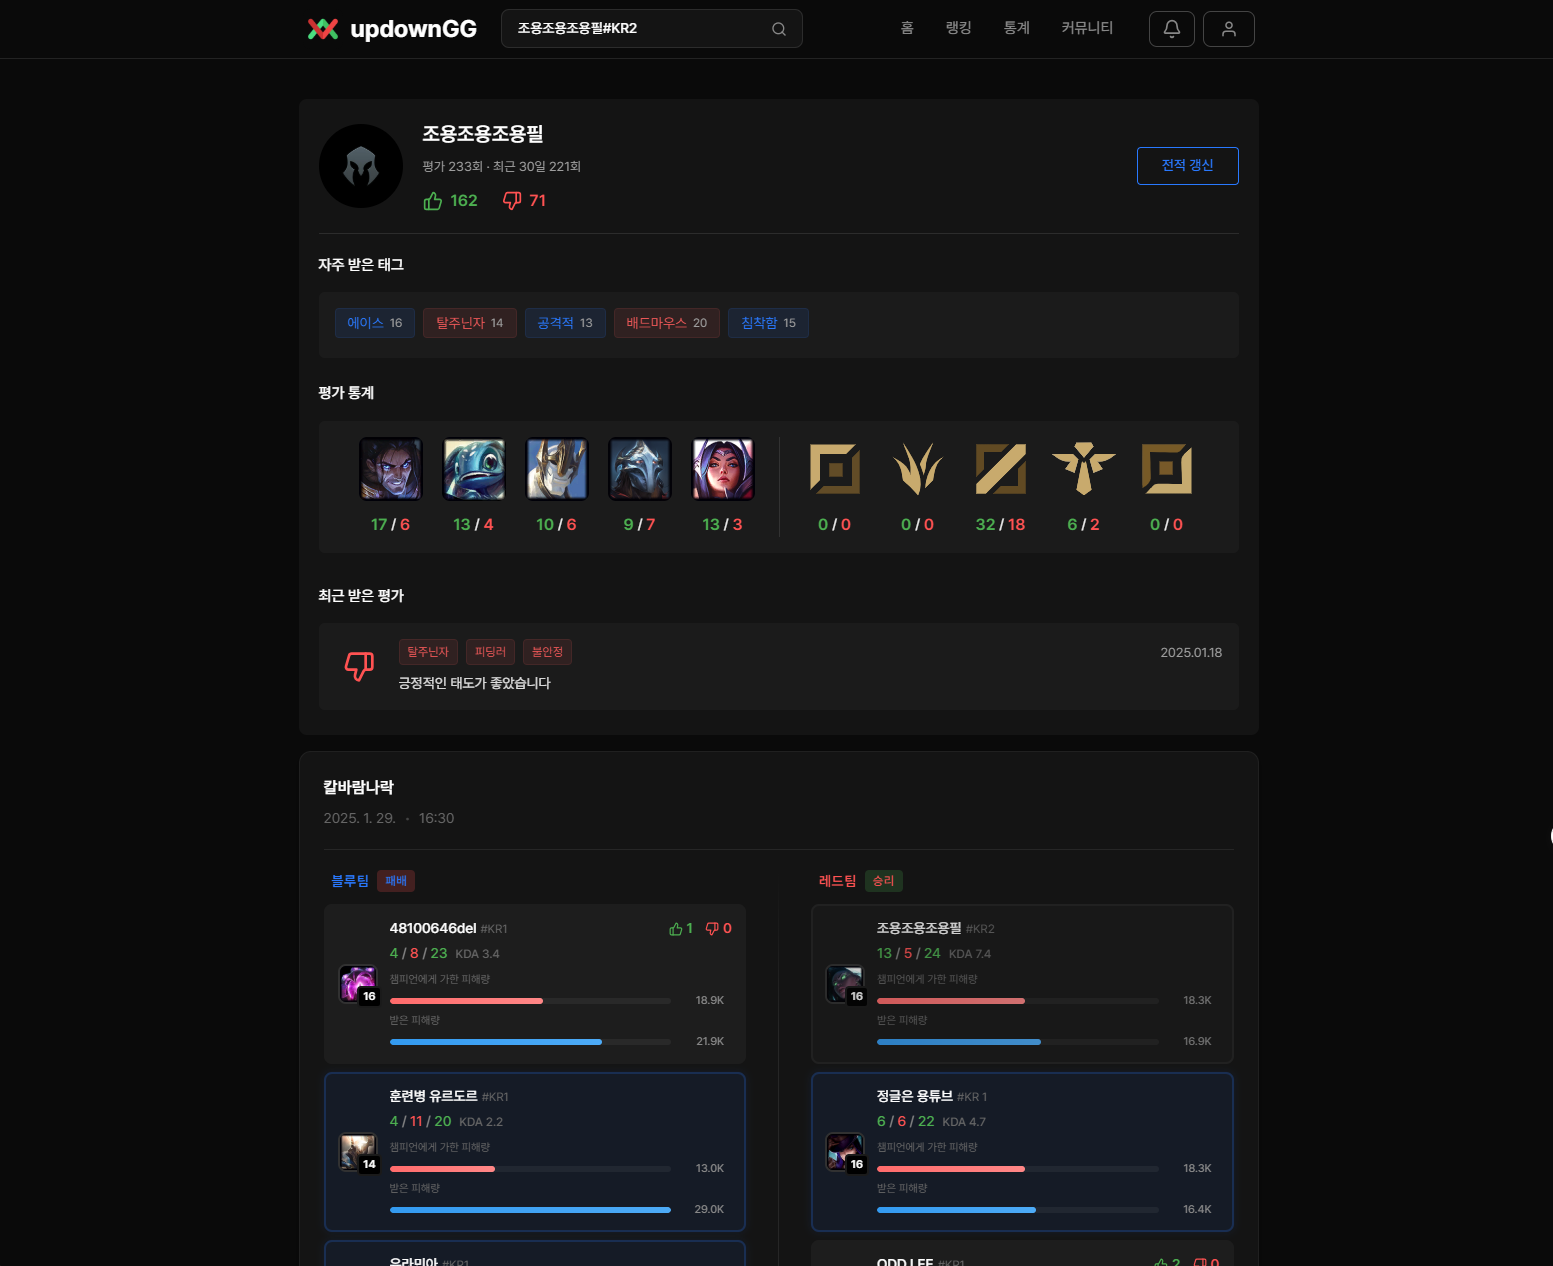 updownGG 조용조용조용필#KR2 홈 랭킹 통계 커뮤니티
조용조용조용필
평가 233회 · 최근 30일 221회
162 71
전적 갱신
자주 받은 태그
에이스 16 탈주닌자 14 공격적 13 배드마우스 20 침착함 15
평가 통계
17 / 6 13 / 4 10 / 6 9 / 7 13 / 3 0 / 0 0 / 0 32 / 18 6 / 2 0 / 0
최근 받은 평가
탈주닌자 피딩러 불안정 2025.01.18
긍정적인 태도가 좋았습니다
칼바람나락
2025. 1. 29. • 16:30
블루팀 패배
48100646del #KR1 1 0
4 / 8 / 23 KDA 3.4
챔피언에게 가한 피해량
16
18.9K
받은 피해량
21.9K
훈련병 유르도르 #KR1
4 / 11 / 20 KDA 2.2
챔피언에게 가한 피해량
14
13.0K
받은 피해량
29.0K
#KR1
레드팀 승리
조용조용조용필 #KR2
13 / 5 / 24 KDA 7.4
챔피언에게 가한 피해량
16
18.3K
받은 피해량
16.9K
정글은 용튜브 #KR 1
6 / 6 / 22 KDA 4.7
챔피언에게 가한 피해량
16
18.3K
받은 피해량
16.4K
ODD LEE #KR1 2 0